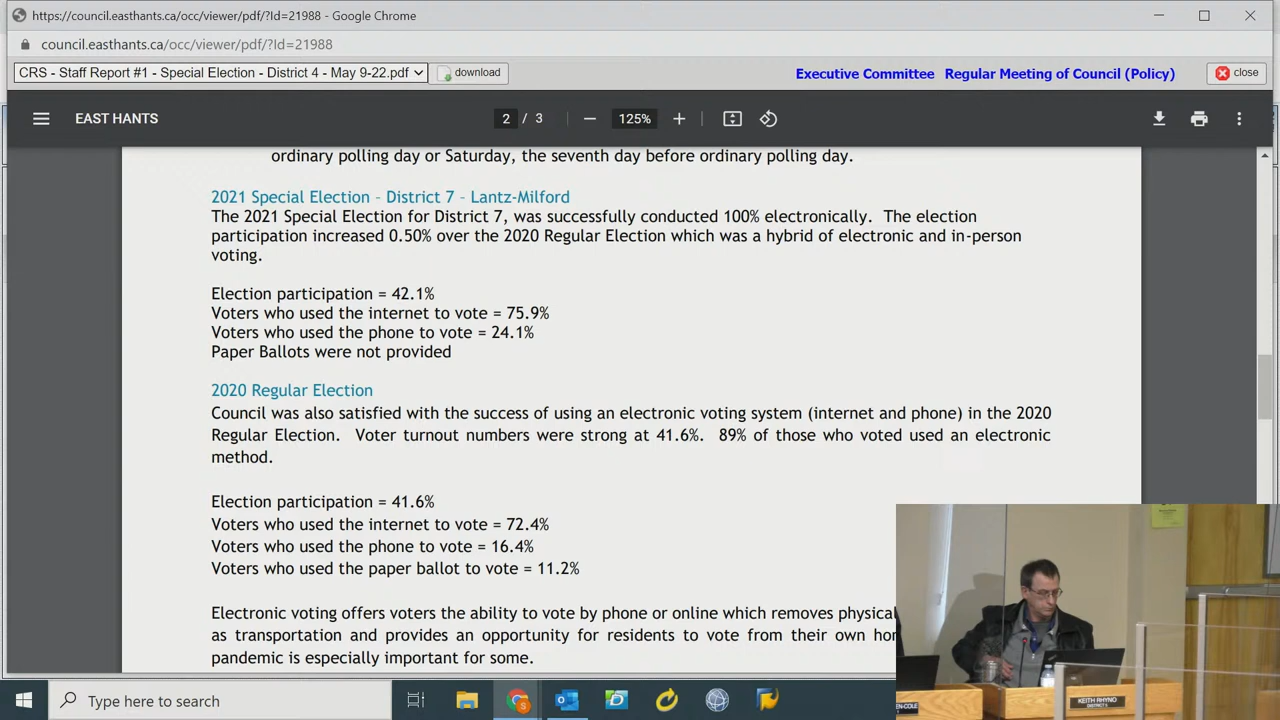 https://council.easthants.ca/occ/viewer/pdf/?Id=21988 - Google Chrome
council.easthants.ca/occ/viewer/pdf/?Id=21988
CRS - Staff Report #1 - Special Election - District 4 - May 9-22.pdf
download
Executive Committee Regular Meeting of Council (Policy)
close
EAST HANTS
2 / 3
125%
ordinary polling day or Saturday, the seventh day before ordinary polling day.
2021 Special Election – District 7 – Lantz-Milford
The 2021 Special Election for District 7, was successfully conducted 100% electronically. The election
participation increased 0.50% over the 2020 Regular Election which was a hybrid of electronic and in-person
voting.
Election participation = 42.1%
Voters who used the internet to vote = 75.9%
Voters who used the phone to vote = 24.1%
Paper Ballots were not provided
2020 Regular Election
Council was also satisfied with the success of using an electronic voting system (internet and phone) in the 2020
Regular Election. Voter turnout numbers were strong at 41.6%. 89% of those who voted used an electronic
method.
Election participation = 41.6%
Voters who used the internet to vote = 72.4%
Voters who used the phone to vote = 16.4%
Voters who used the paper ballot to vote = 11.2%
Electronic voting offers voters the ability to vote by phone or online which removes physical
as transportation and provides an opportunity for residents to vote from their own
pandemic is especially important for some.
KEITH RHYNO
Type here to search